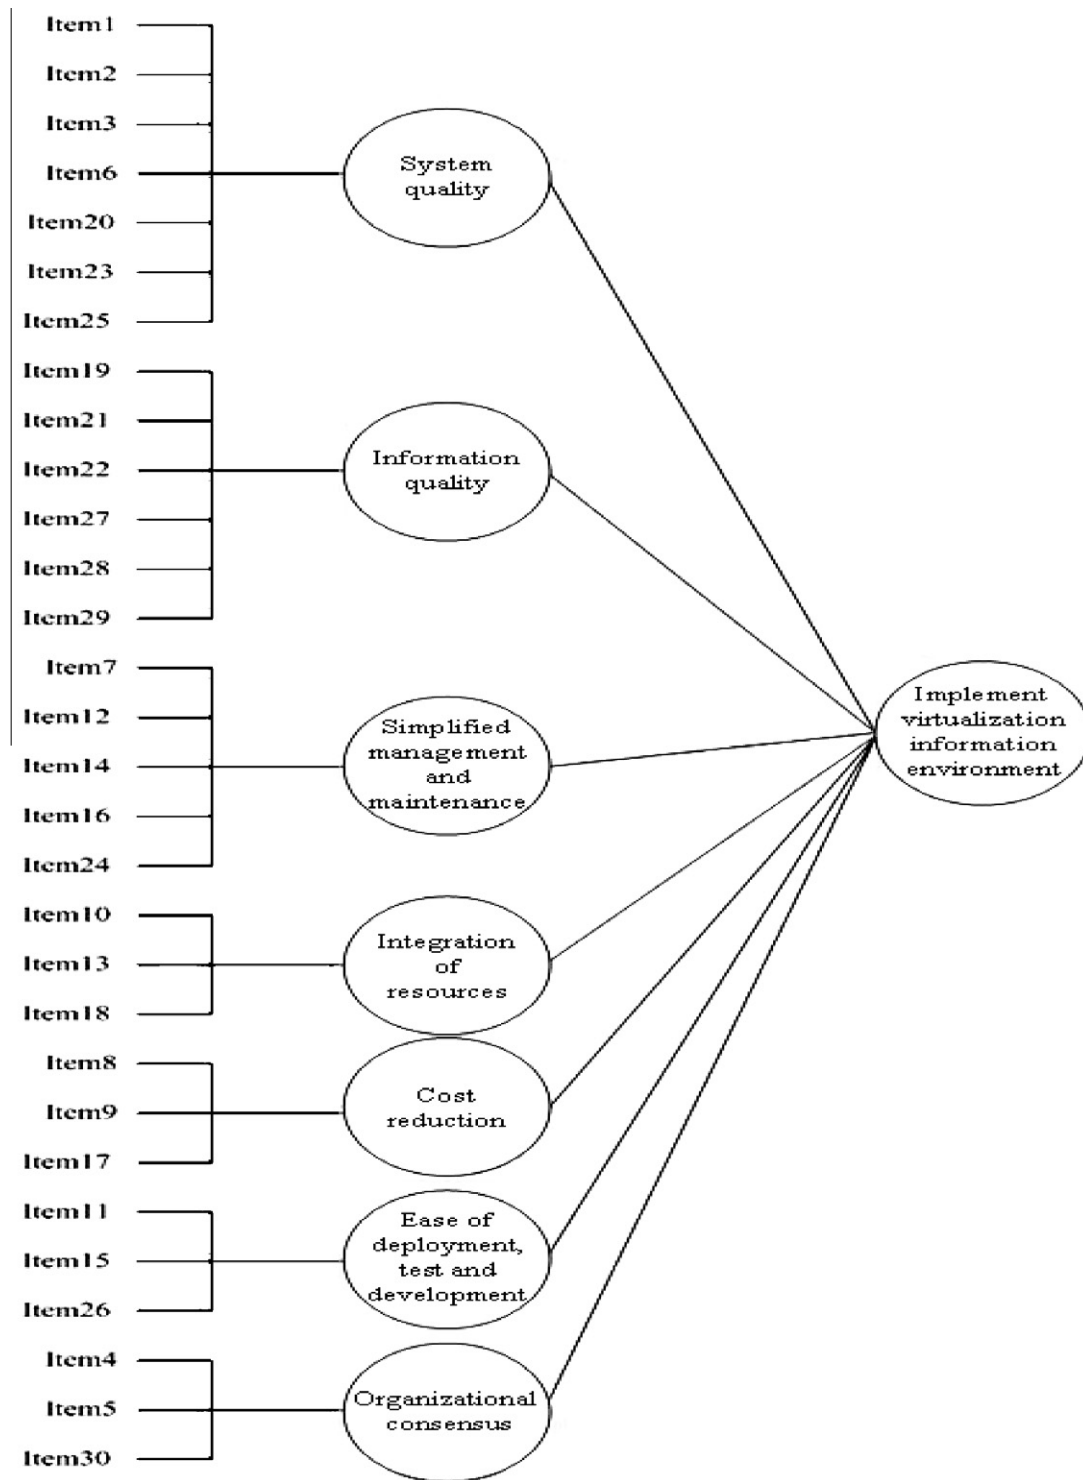 Item1
Item2
Item3
Item6
Item20
Item23
Item25
System
quality
Item19
Item21
Item22
Item27
Item28
Item29
Information
quality
Item7
Item12
Item14
Item16
Item24
Simplified
management
and
maintenance
Item10
Item13
Item18
Integration
of
resources
Item8
Item9
Item17
Cost
reduction
Item11
Item15
Item26
Ease of
deployment,
test and
development
Item4
Item5
Item30
Organizational
consensus
Implement
virtualization
information
environment